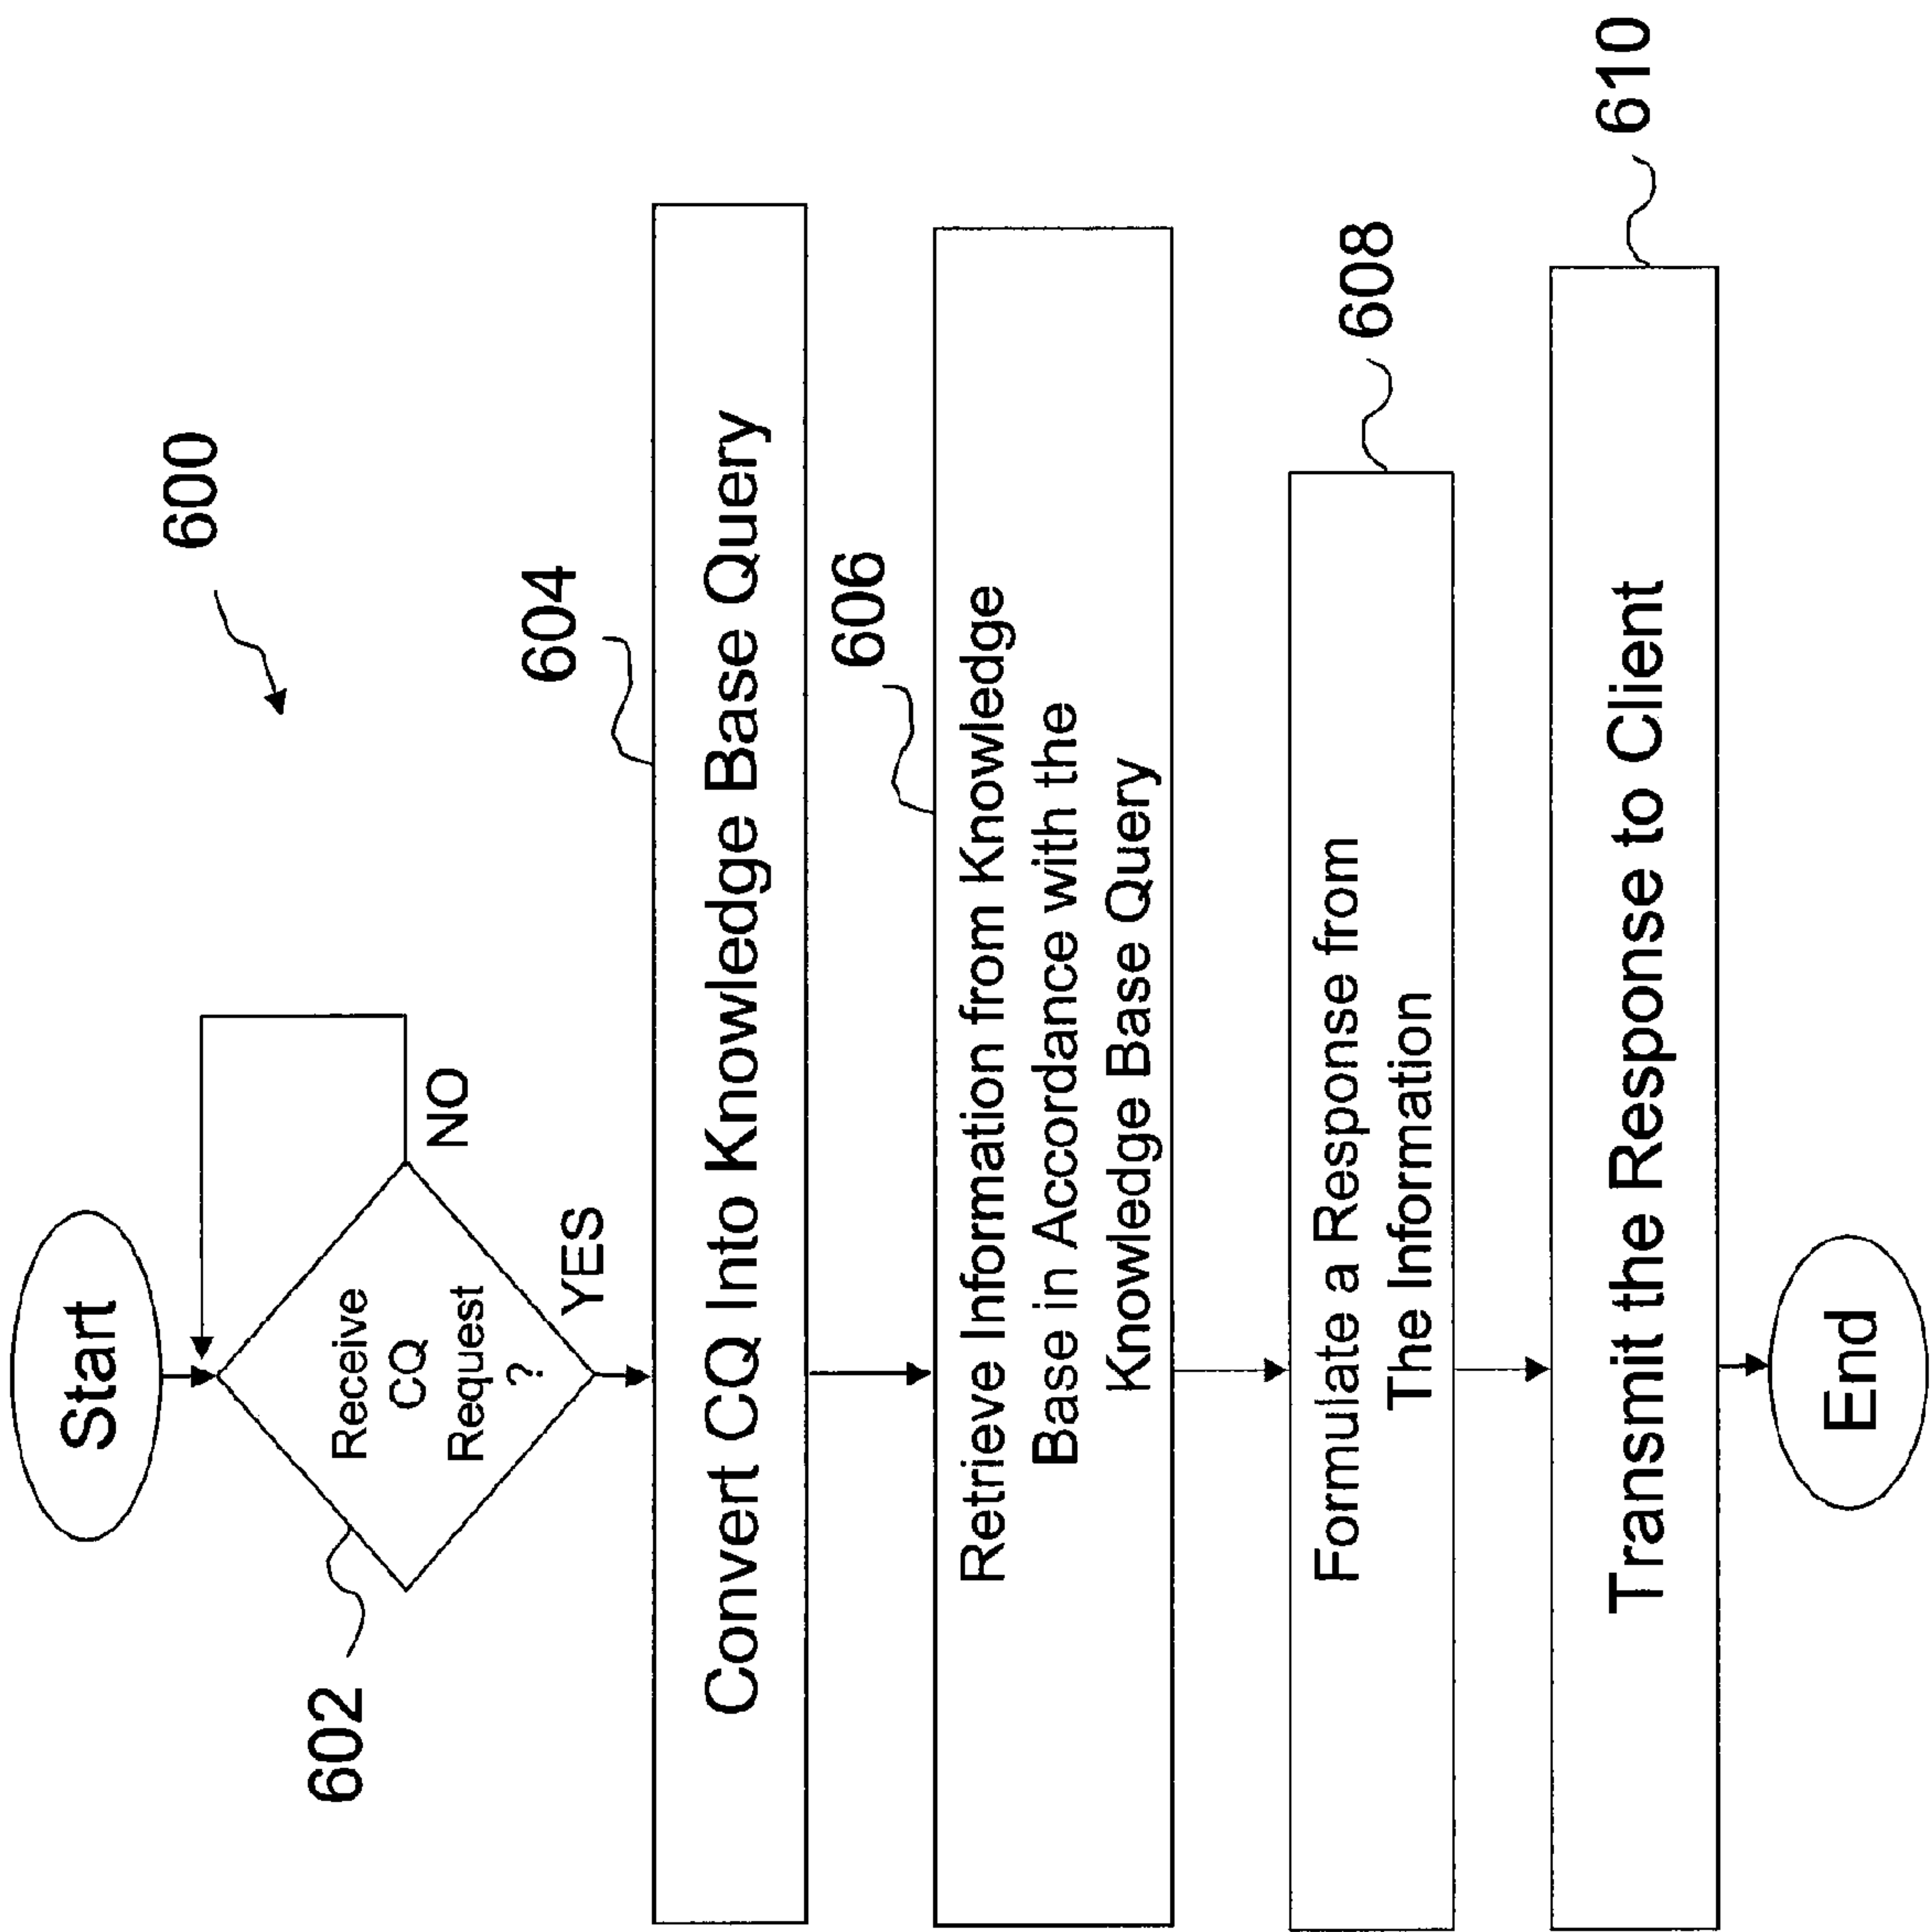 600
Start
602
Receive
CQ
Request
?
NO
YES
604
Convert CQ Into Knowledge Base Query
606
Retrieve Information from Knowledge
Base in Accordance with the
Knowledge Base Query
608
Formulate a Response from
The Information
610
Transmit the Response to Client
End